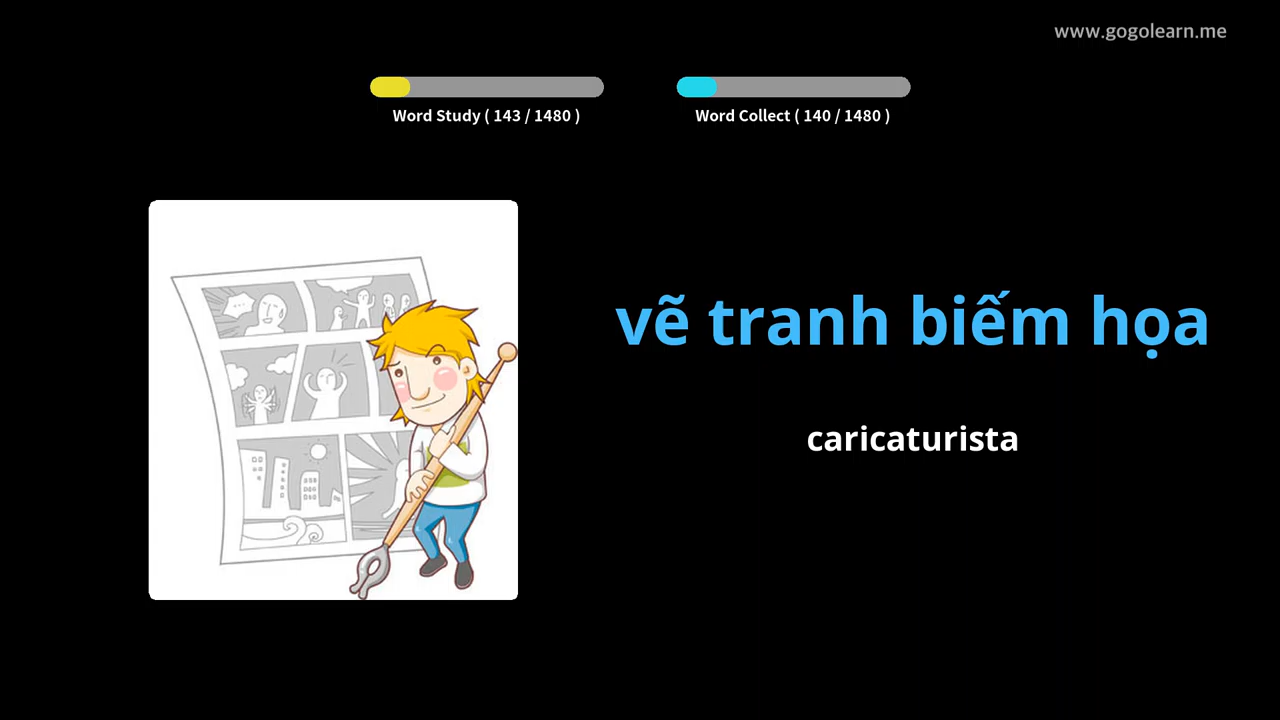 www.gogolearn.me
Word Study ( 143 / 1480 )
Word Collect ( 140 / 1480 )
vẽ tranh biếm họa
caricaturista